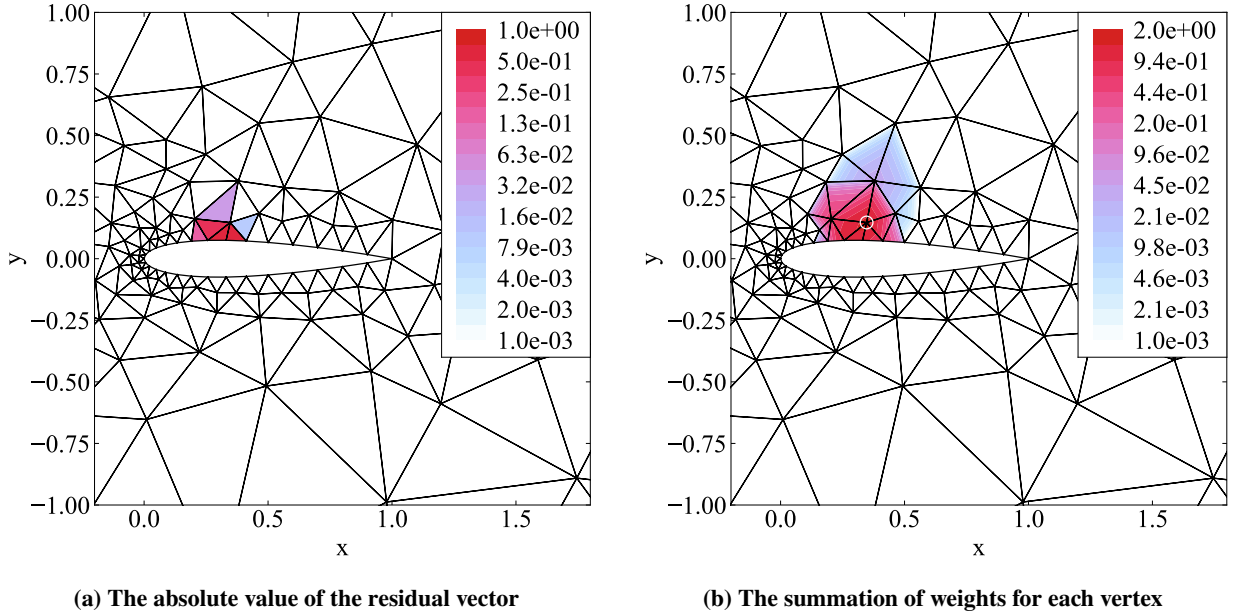 1.00
0.75
0.50
0.25
0.00
−0.25
−0.50
−0.75
−1.00
y
0.0 0.5 1.0 1.5
x
1.0e+00
5.0e-01
2.5e-01
1.3e-01
6.3e-02
3.2e-02
1.6e-02
7.9e-03
4.0e-03
2.0e-03
1.0e-03
(a) The absolute value of the residual vector
1.00
0.75
0.50
0.25
0.00
−0.25
−0.50
−0.75
−1.00
y
0.0 0.5 1.0 1.5
x
2.0e+00
9.4e-01
4.4e-01
2.0e-01
9.6e-02
4.5e-02
2.1e-02
9.8e-03
4.6e-03
2.1e-03
1.0e-03
(b) The summation of weights for each vertex